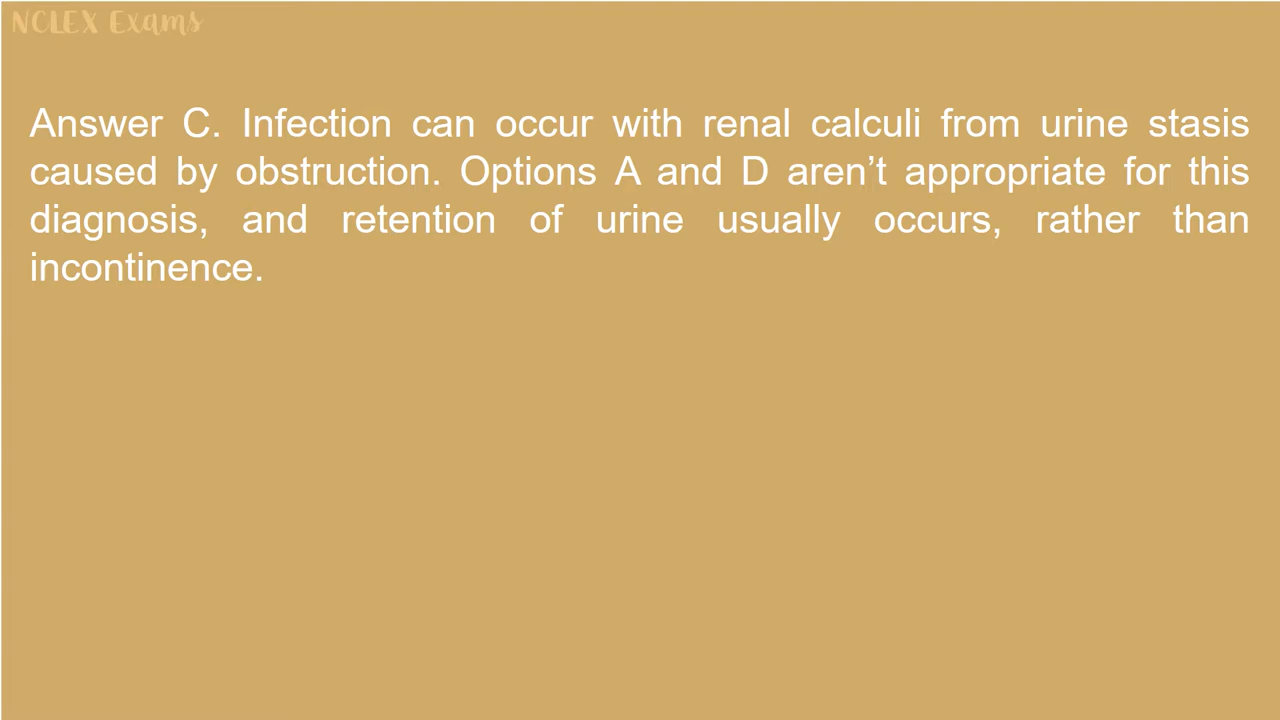 NCLEX Exams
Answer C. Infection can occur with renal calculi from urine stasis
caused by obstruction. Options A and D aren’t appropriate for this
diagnosis, and retention of urine usually occurs, rather than
incontinence.